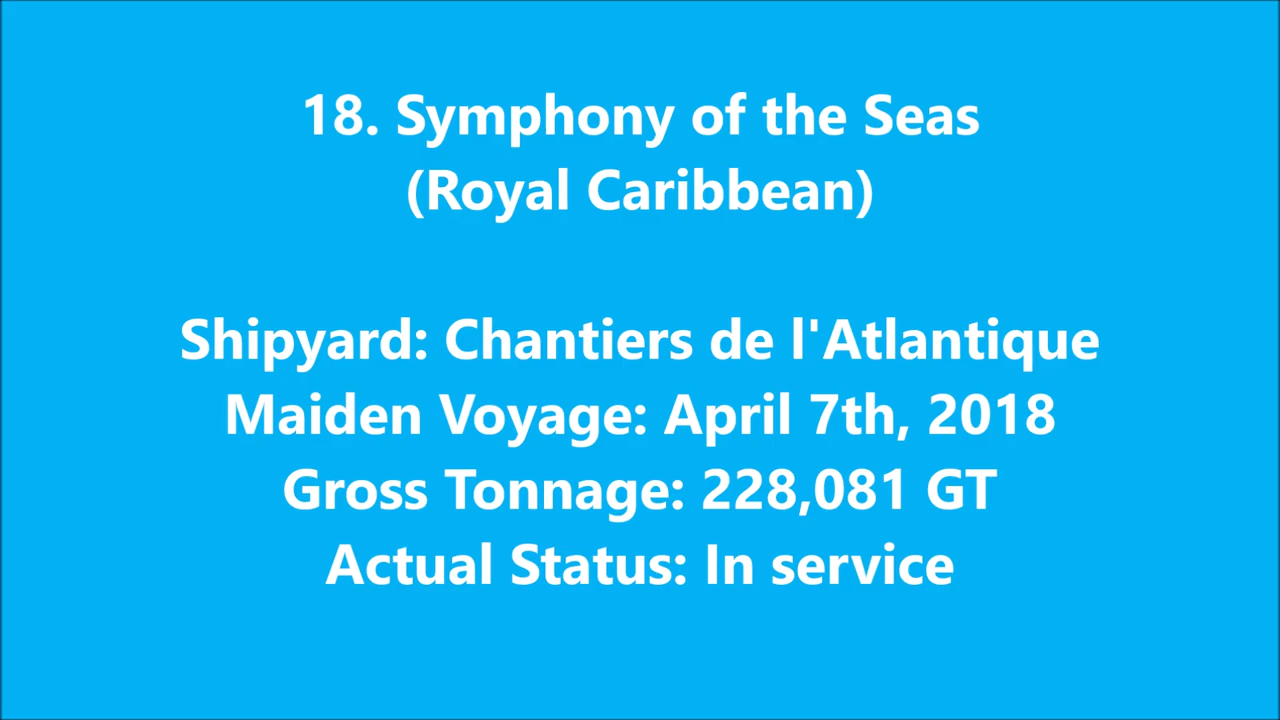 18. Symphony of the Seas
(Royal Caribbean)
Shipyard: Chantiers de l'Atlantique
Maiden Voyage: April 7th, 2018
Gross Tonnage: 228,081 GT
Actual Status: In service